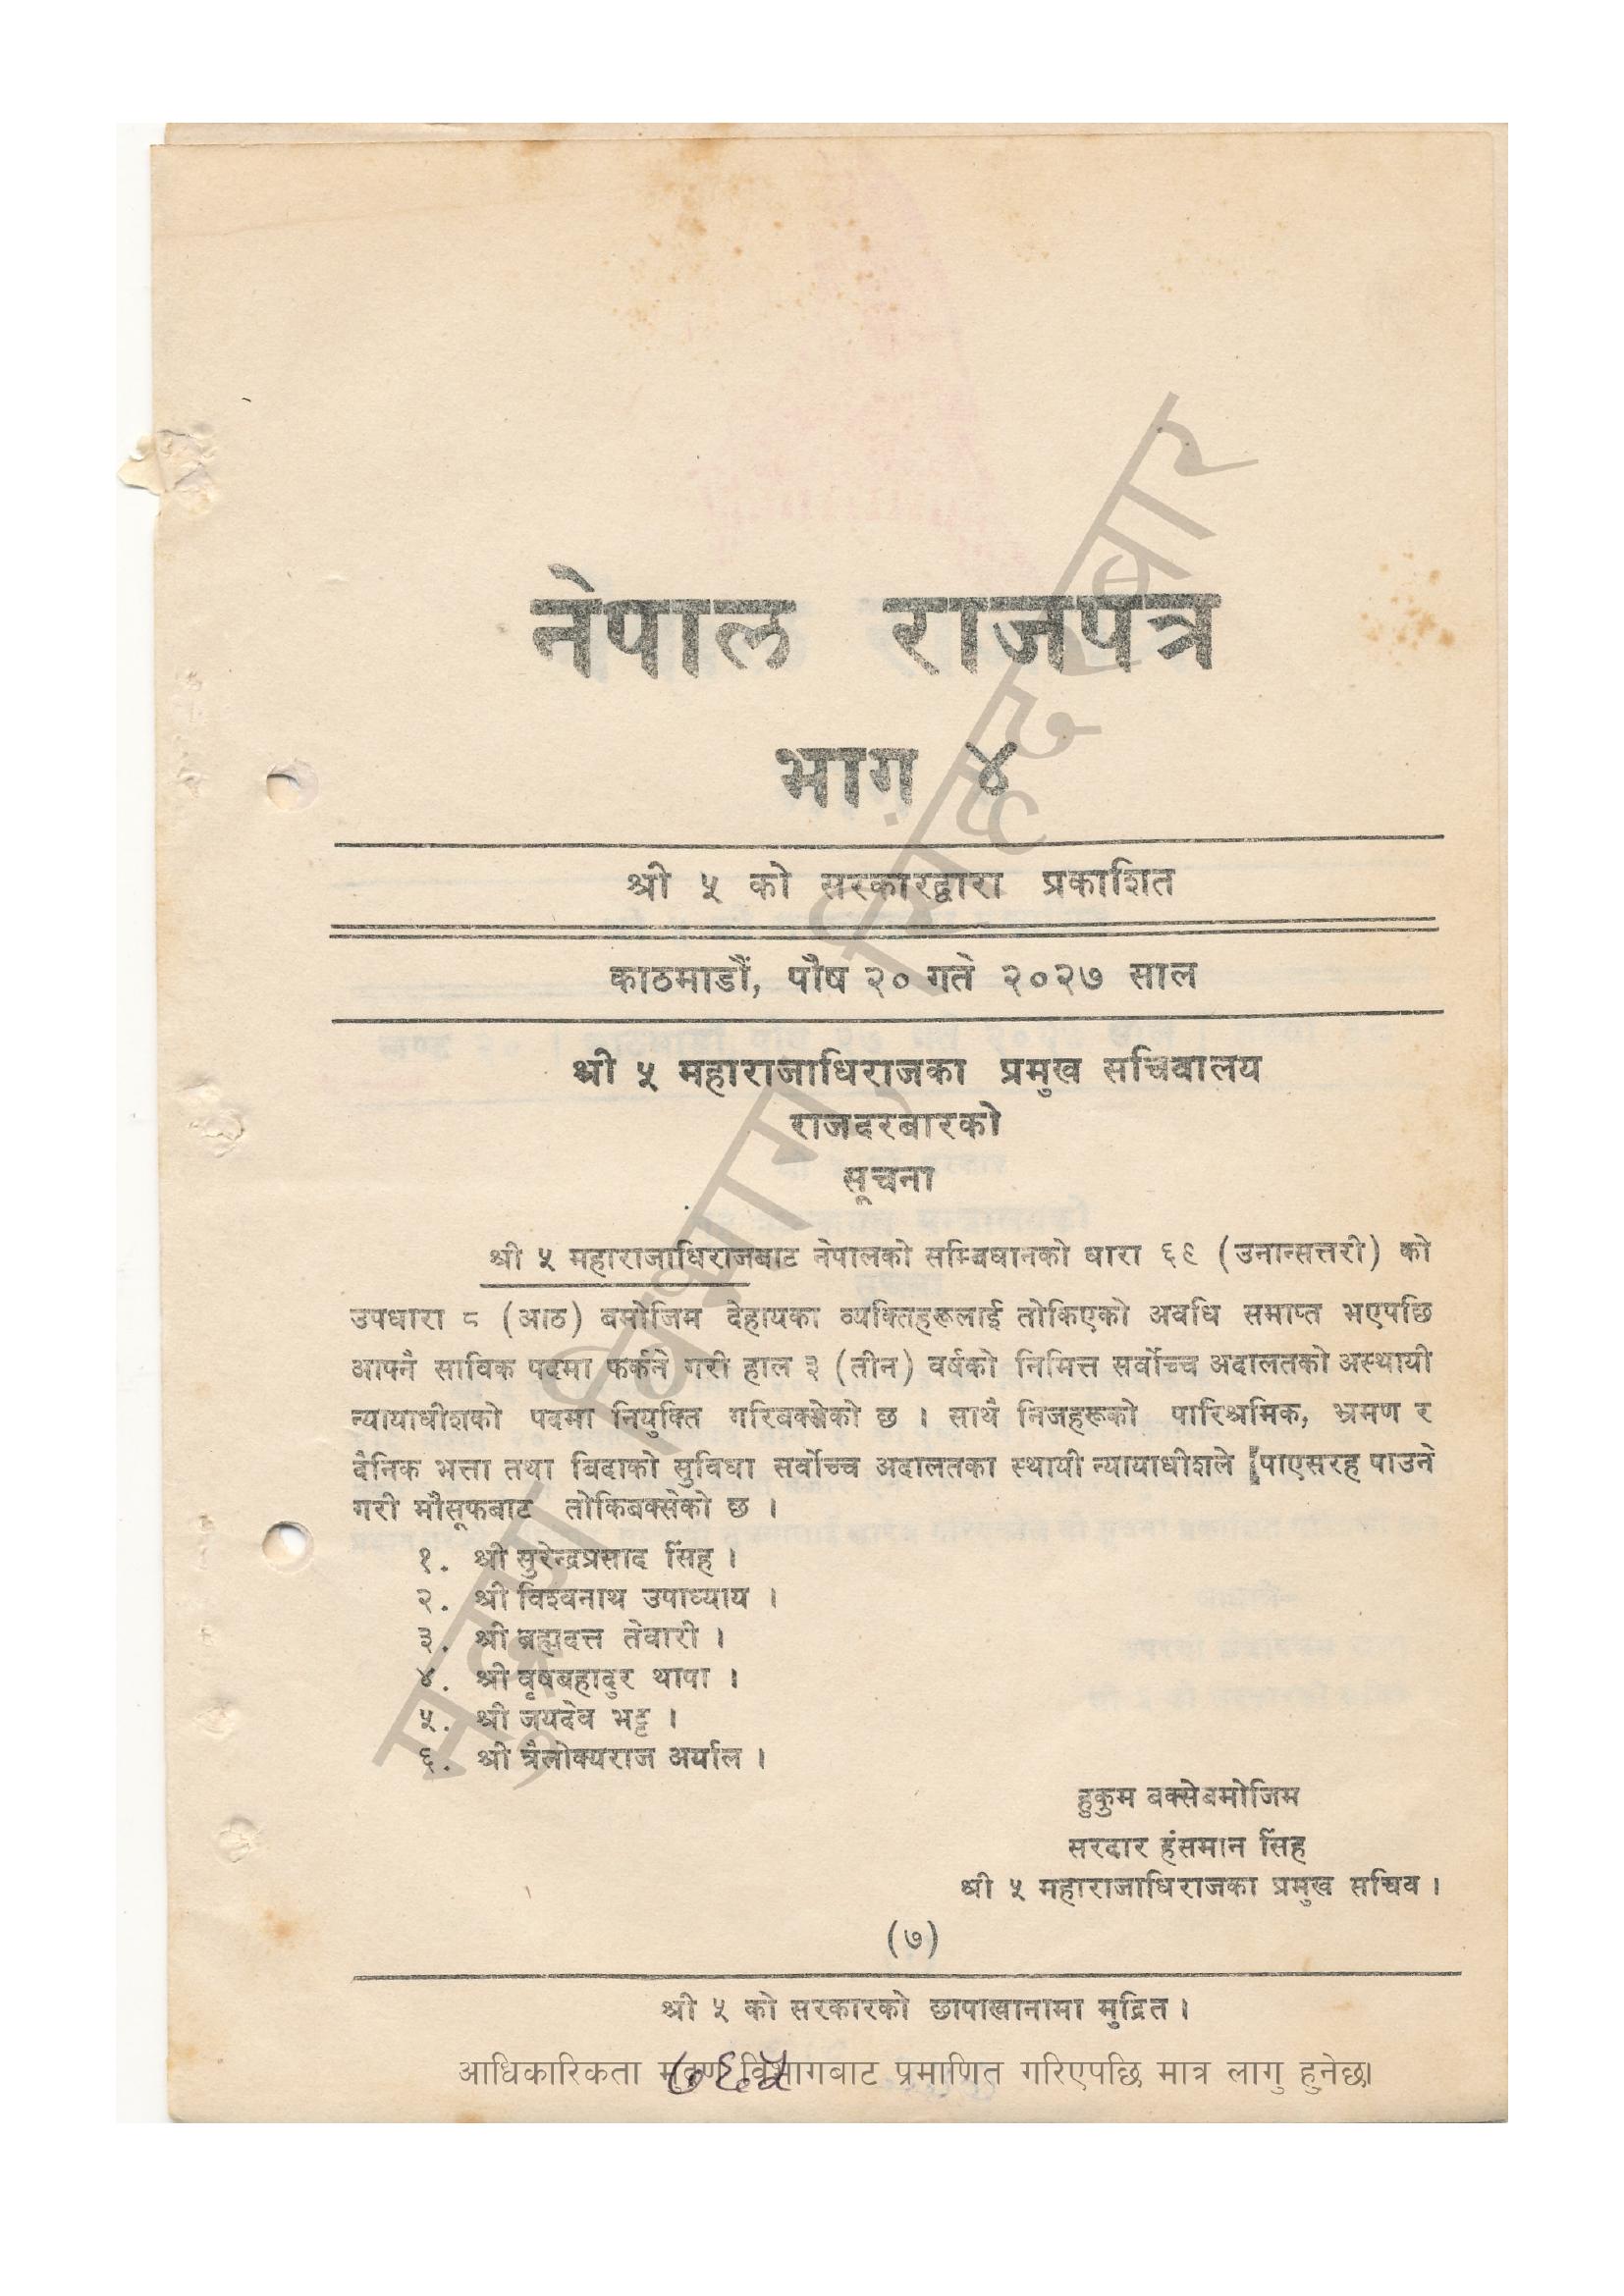 नेपाल राजपत्र
भाग ४
श्री ५ को सरकारद्वारा प्रकाशित
काठमाडौं, पौष २० गते २०२७ साल
श्री ५ महाराजाधिराजका प्रमुख सचिवालय
राजदरबारको
सूचना
श्री ५ महाराजाधिराजबाट नेपालको सम्बिधानको धारा ६९ (उनान्सत्तरी) को
उपधारा ८ (आठ) बमोजिम देहायका व्यक्तिहरूलाई तोकिएको अवधि समाप्त भएपछि
आफ्नै साविक पदमा फर्कने गरी हाल ३ (तीन) वर्षको निमित्त सर्वोच्च अदालतको अस्थायी
न्यायाधीशको पदमा नियुक्ति गरिबक्सेको छ । साथै निजहरूको पारिश्रमिक, भ्रमण र
दैनिक भत्ता तथा बिदाको सुविधा सर्वोच्च अदालतका स्थायी न्यायाधीशले पाएसरह पाउने
गरी मौसूफबाट तोकिबक्सेको छ ।
१. श्री सुरेन्द्रप्रसाद सिंह ।
२. श्री विश्वनाथ उपाध्याय ।
३. श्री ब्रह्मदत्त तेवारी ।
४. श्री वृषबहादुर थापा ।
५. श्री जयदेव भट्ट ।
६. श्री त्रैलोक्यराज अर्याल ।
हुकुम बक्सेबमोजिम
सरदार हंसमान सिंह
श्री ५ महाराजाधिराजका प्रमुख सचिव ।
(७)
श्री ५ को सरकारको छापाखानामा मुद्रित ।
आधिकारिकता मुद्रण विभागबाट प्रमाणित गरिएपछि मात्र लागु हुनेछ।
७६५
मुद्रण विभाग, सिंहदरबार